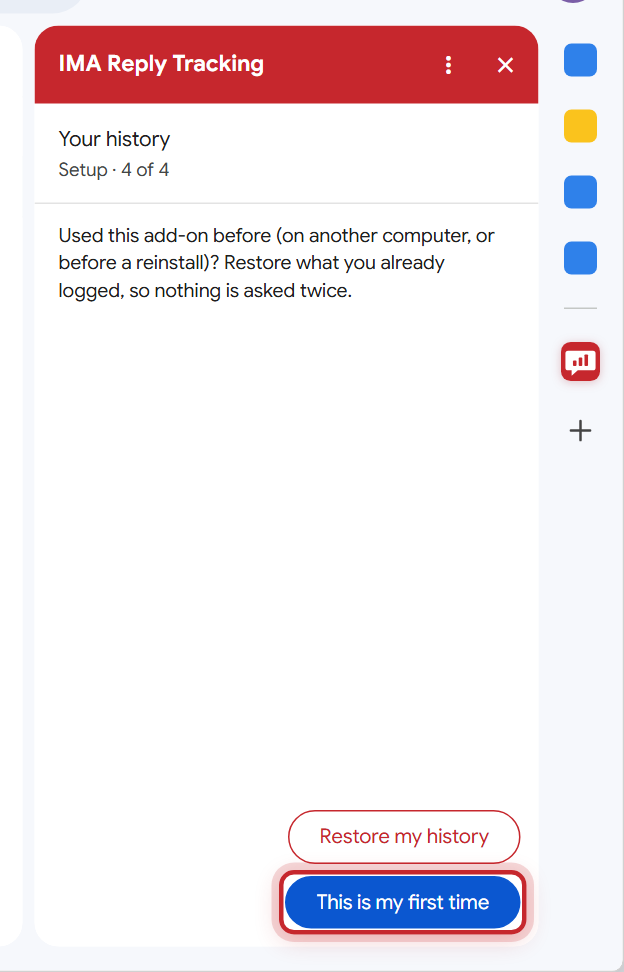 IMA Reply Tracking
Your history
Setup · 4 of 4
Used this add-on before (on another computer, or
before a reinstall)? Restore what you already
logged, so nothing is asked twice.
Restore my history
This is my first time